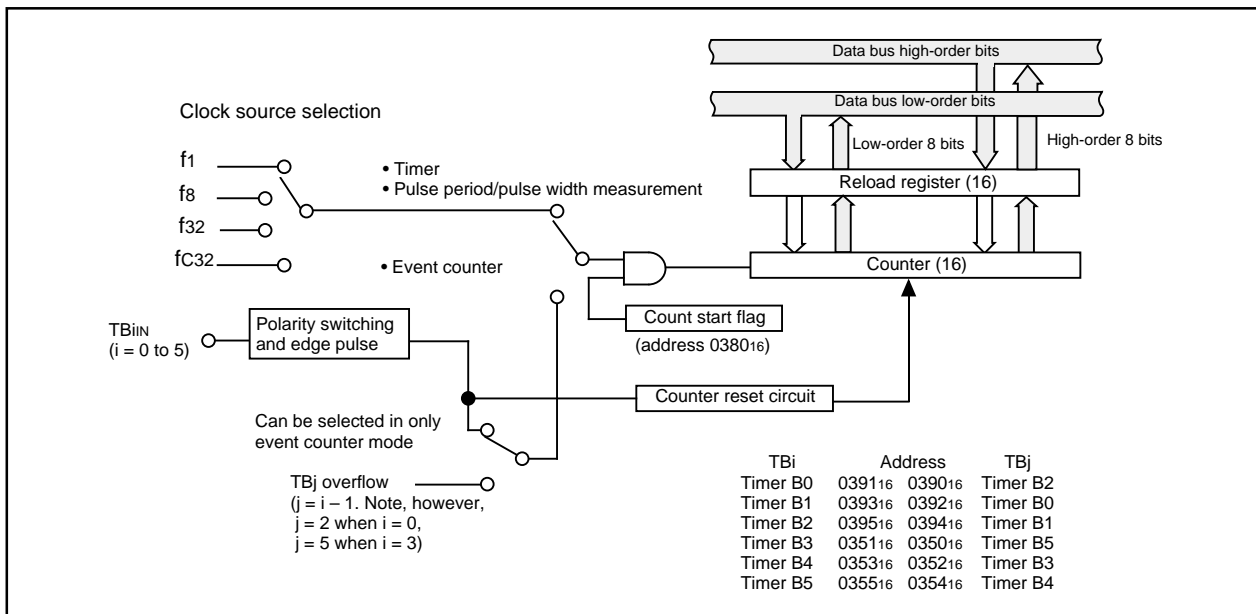 Data bus high-order bits
Data bus low-order bits
Clock source selection
Low-order 8 bits
High-order 8 bits
f1
• Timer
f8
• Pulse period/pulse width measurement
Reload register (16)
f32
fC32
• Event counter
Counter (16)
TBiIN
(i = 0 to 5)
Polarity switching
and edge pulse
Count start flag
(address 038016)
Counter reset circuit
Can be selected in only
event counter mode
TBj overflow
(j = i – 1. Note, however,
j = 2 when i = 0,
j = 5 when i = 3)
TBi Address TBj
Timer B0 039116 039016 Timer B2
Timer B1 039316 039216 Timer B0
Timer B2 039516 039416 Timer B1
Timer B3 035116 035016 Timer B5
Timer B4 035316 035216 Timer B3
Timer B5 035516 035416 Timer B4